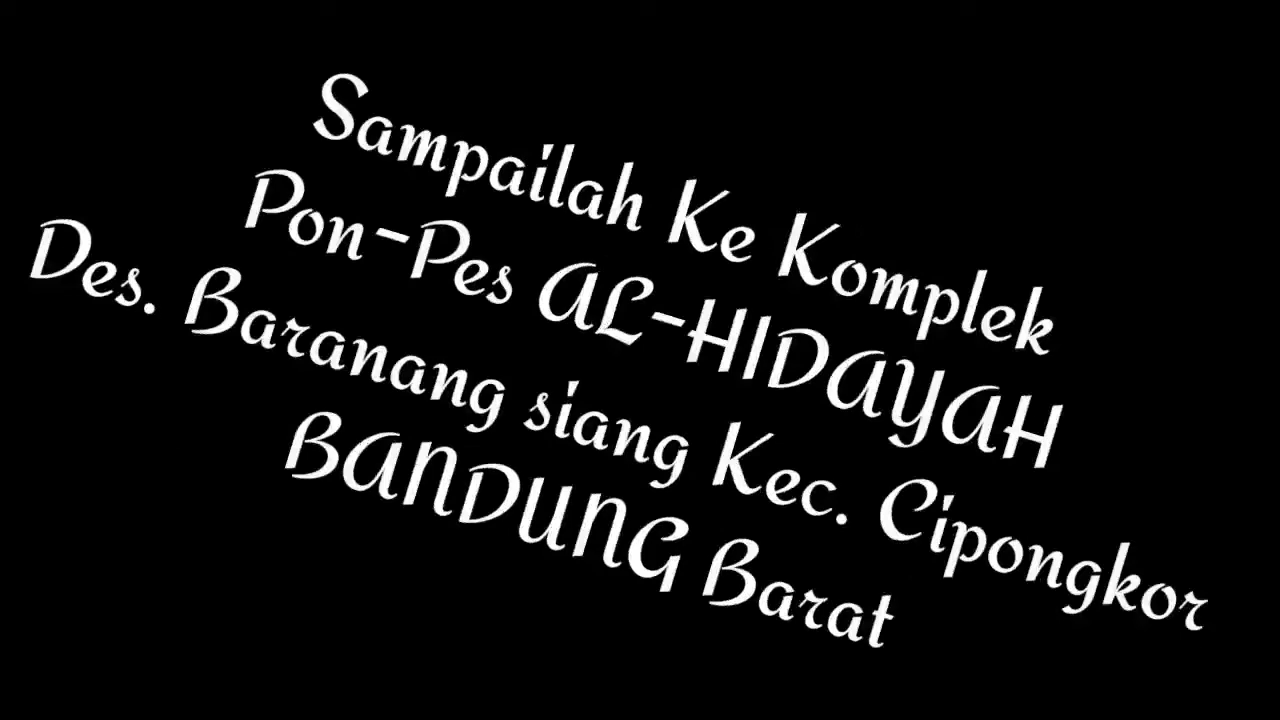 Sampailah Ke Komplek
Pon-Pes AL-HIDAYAH
Des. Baranang siang Kec. Cipongkor
BANDUNG Barat